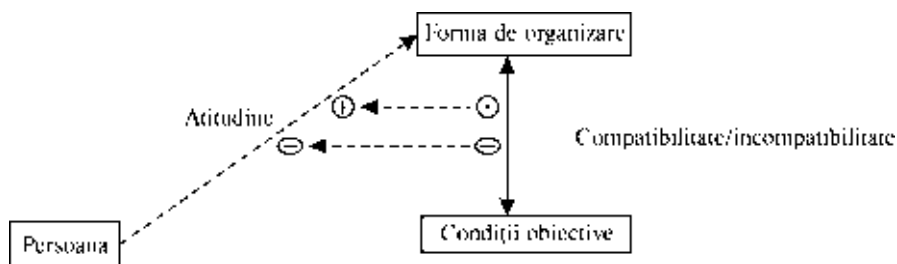 Forma de organizare
Atitudine
Compatibilitate/incompatibilitate
Condiții obiective
Persoana